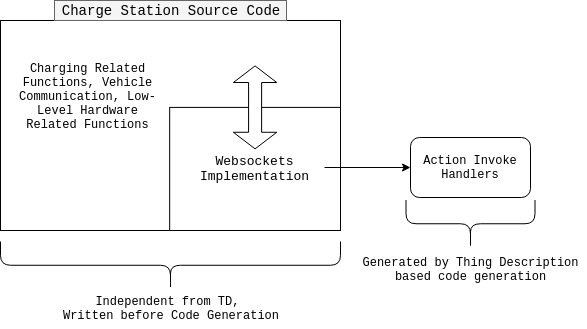 Charge Station Source Code
Charging Related
Functions, Vehicle
Communication, Low-
Level Hardware
Related Functions
Websockets
Implementation
Action Invoke
Handlers
Generated by Thing Description
based code generation
Independent from TD,
Written before Code Generation